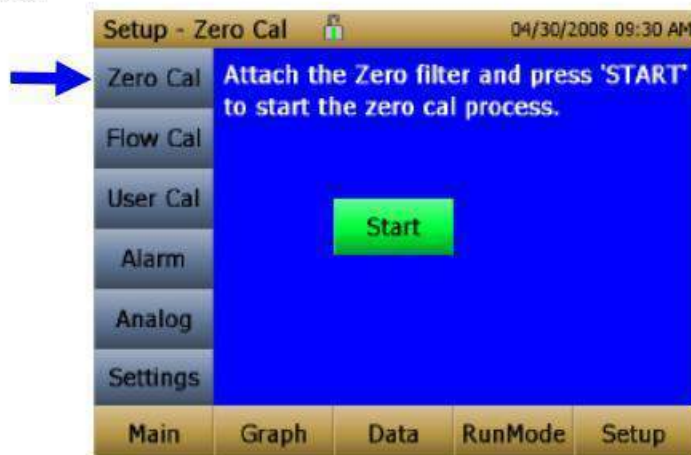 Setup - Zero Cal 04/30/2008 09:30 AM
Zero Cal
Flow Cal
User Cal
Alarm
Analog
Settings
Attach the Zero filter and press 'START'
to start the zero cal process.
Start
Main Graph Data RunMode Setup